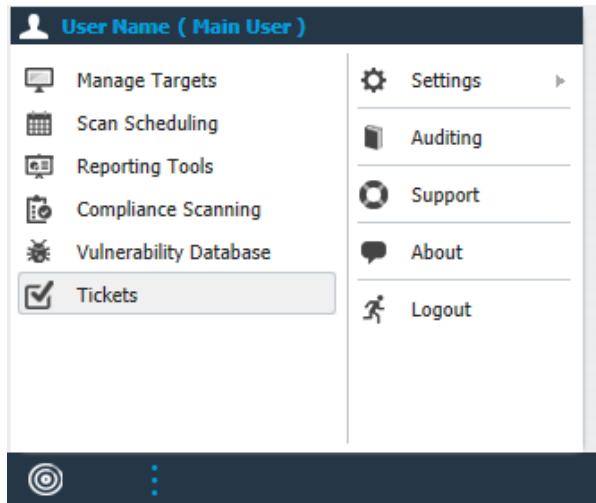 User Name ( Main User )
Manage Targets
Scan Scheduling
Reporting Tools
Compliance Scanning
Vulnerability Database
Tickets
Settings
Auditing
Support
About
Logout